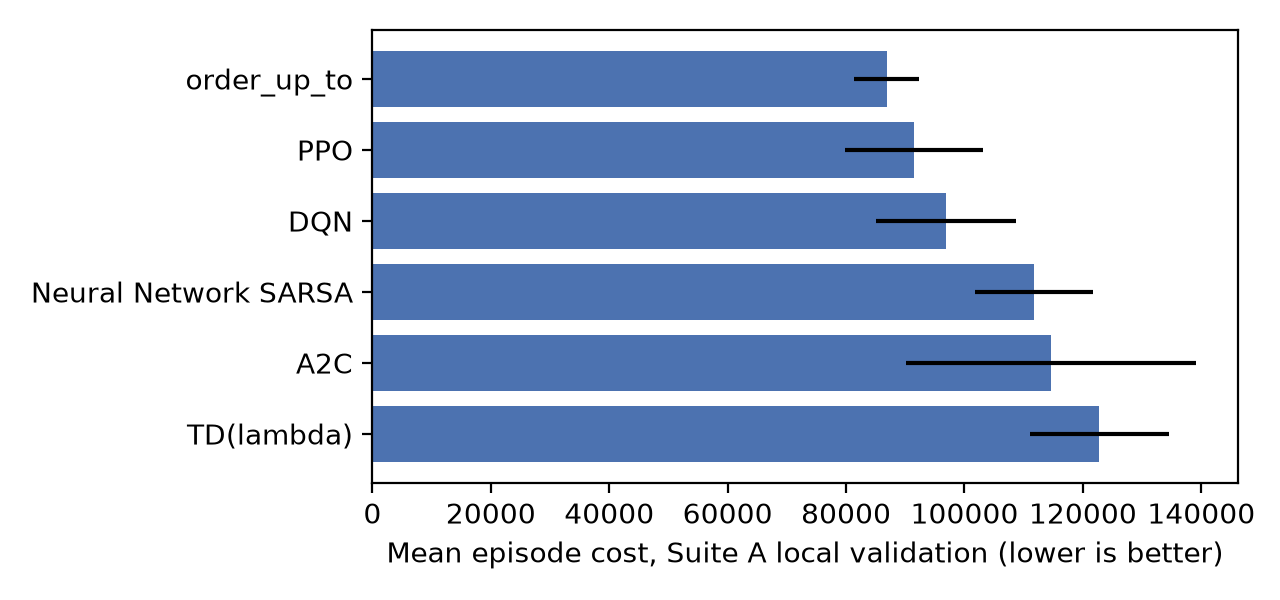 order_up_to
PPO
DQN
Neural Network SARSA
A2C
TD(lambda)
0 20000 40000 60000 80000 100000 120000 140000
Mean episode cost, Suite A local validation (lower is better)